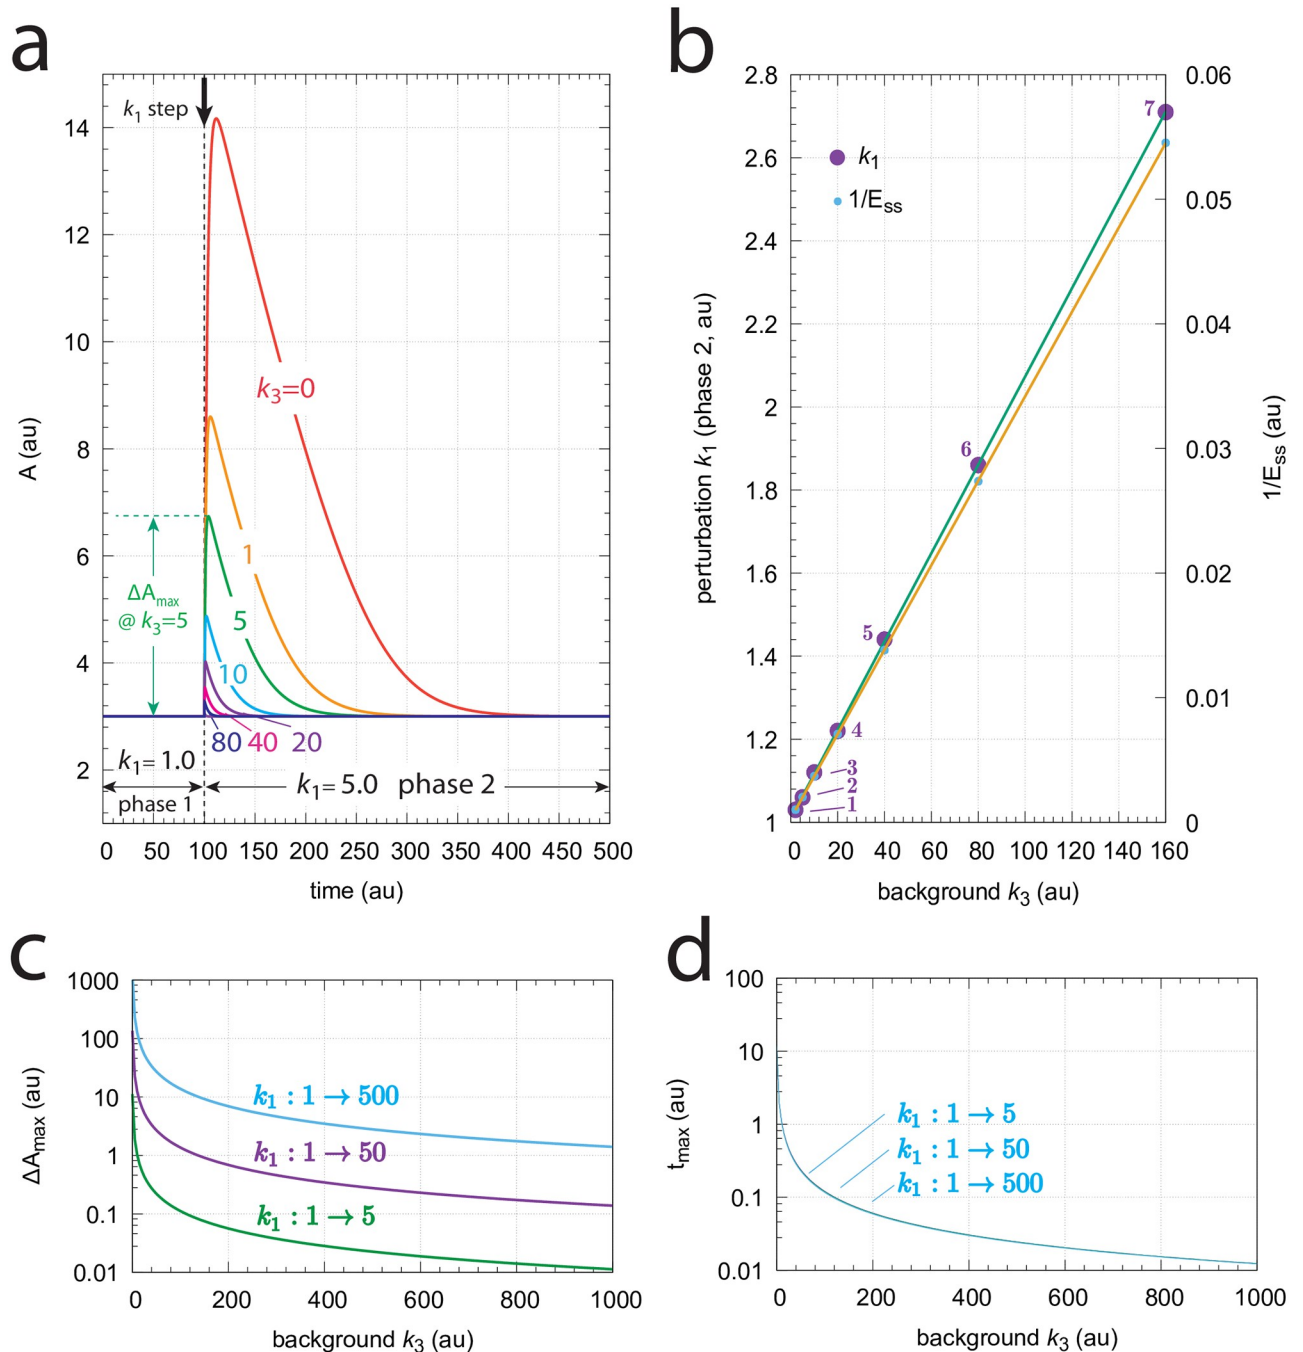 a
k₁ step
14
12
10
8
6
4
2
A (au)
k₃=0
1
5
10
80 40 20
ΔAmax
@ k₃=5
k₁= 1.0
phase 1
k₁= 5.0 phase 2
0 50 100 150 200 250 300 350 400 450 500
time (au)
b
2.8
2.6
2.4
2.2
2
1.8
1.6
1.4
1.2
1
perturbation k₁ (phase 2, au)
k₁
1/Ess
7
6
5
4
3
2
1
0.06
0.05
0.04
0.03
0.02
0.01
0
1/Ess (au)
0 20 40 60 80 100 120 140 160
background k₃ (au)
c
1000
100
10
1
0.1
0.01
ΔAmax (au)
k₁ : 1 → 500
k₁ : 1 → 50
k₁ : 1 → 5
0 200 400 600 800 1000
background k₃ (au)
d
100
10
1
0.1
0.01
tmax (au)
k₁ : 1 → 5
k₁ : 1 → 50
k₁ : 1 → 500
0 200 400 600 800 1000
background k₃ (au)